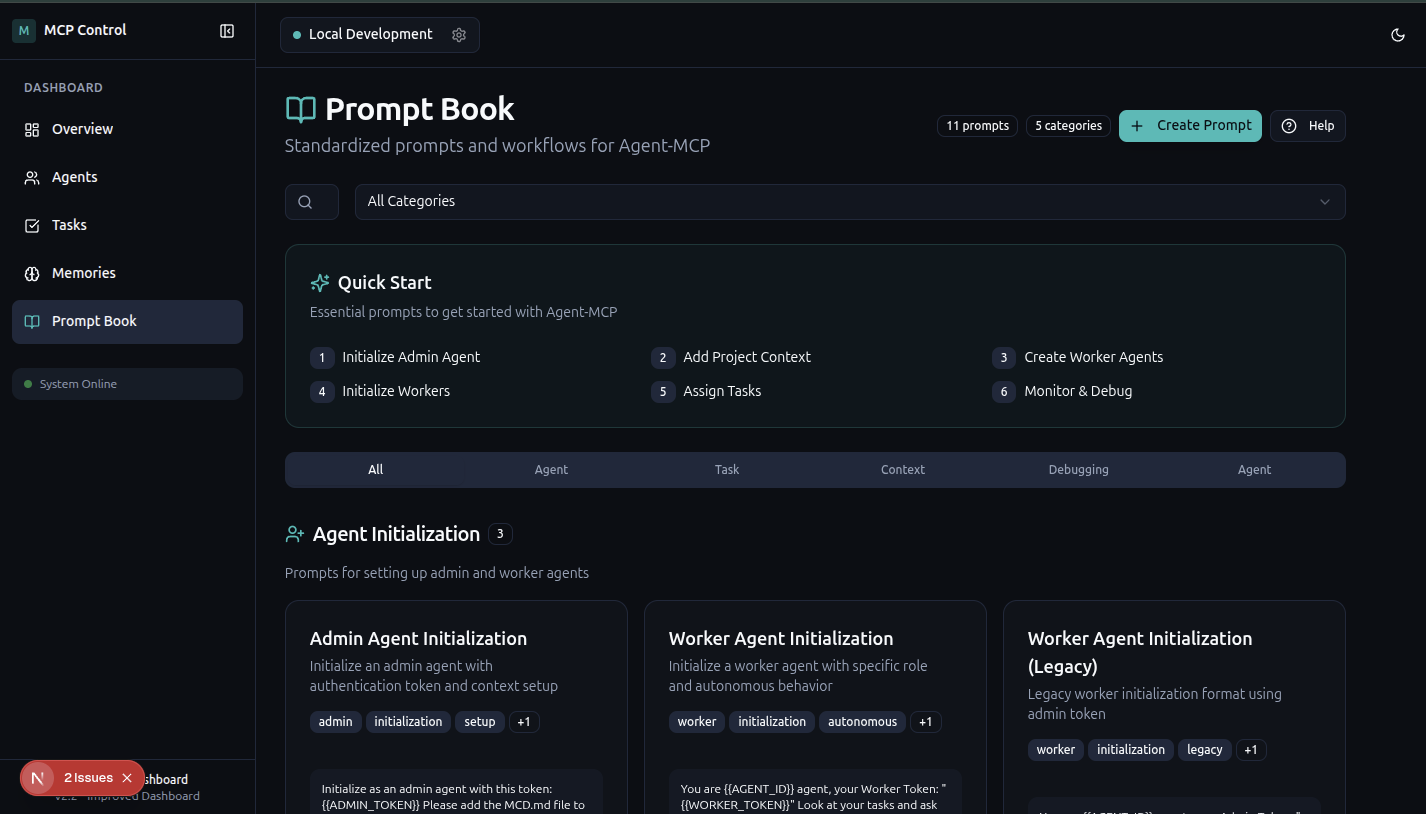 M MCP Control
Local Development
DASHBOARD
Overview
Agents
Tasks
Memories
Prompt Book
System Online
Prompt Book
Standardized prompts and workflows for Agent-MCP
11 prompts 5 categories + Create Prompt Help
All Categories
Quick Start
Essential prompts to get started with Agent-MCP
1 Initialize Admin Agent 2 Add Project Context 3 Create Worker Agents
4 Initialize Workers 5 Assign Tasks 6 Monitor & Debug
All Agent Task Context Debugging Agent
Agent Initialization 3
Prompts for setting up admin and worker agents
Admin Agent Initialization
Initialize an admin agent with
authentication token and context setup
admin initialization setup +1
Initialize as an admin agent with this token:
{{ADMIN_TOKEN}} Please add the MCD.md file to
Worker Agent Initialization
Initialize a worker agent with specific role
and autonomous behavior
worker initialization autonomous +1
You are {{AGENT_ID}} agent, your Worker Token: "
{{WORKER_TOKEN}}" Look at your tasks and ask
Worker Agent Initialization
(Legacy)
Legacy worker initialization format using
admin token
worker initialization legacy +1
N 2 Issues
shboard
Improved Dashboard